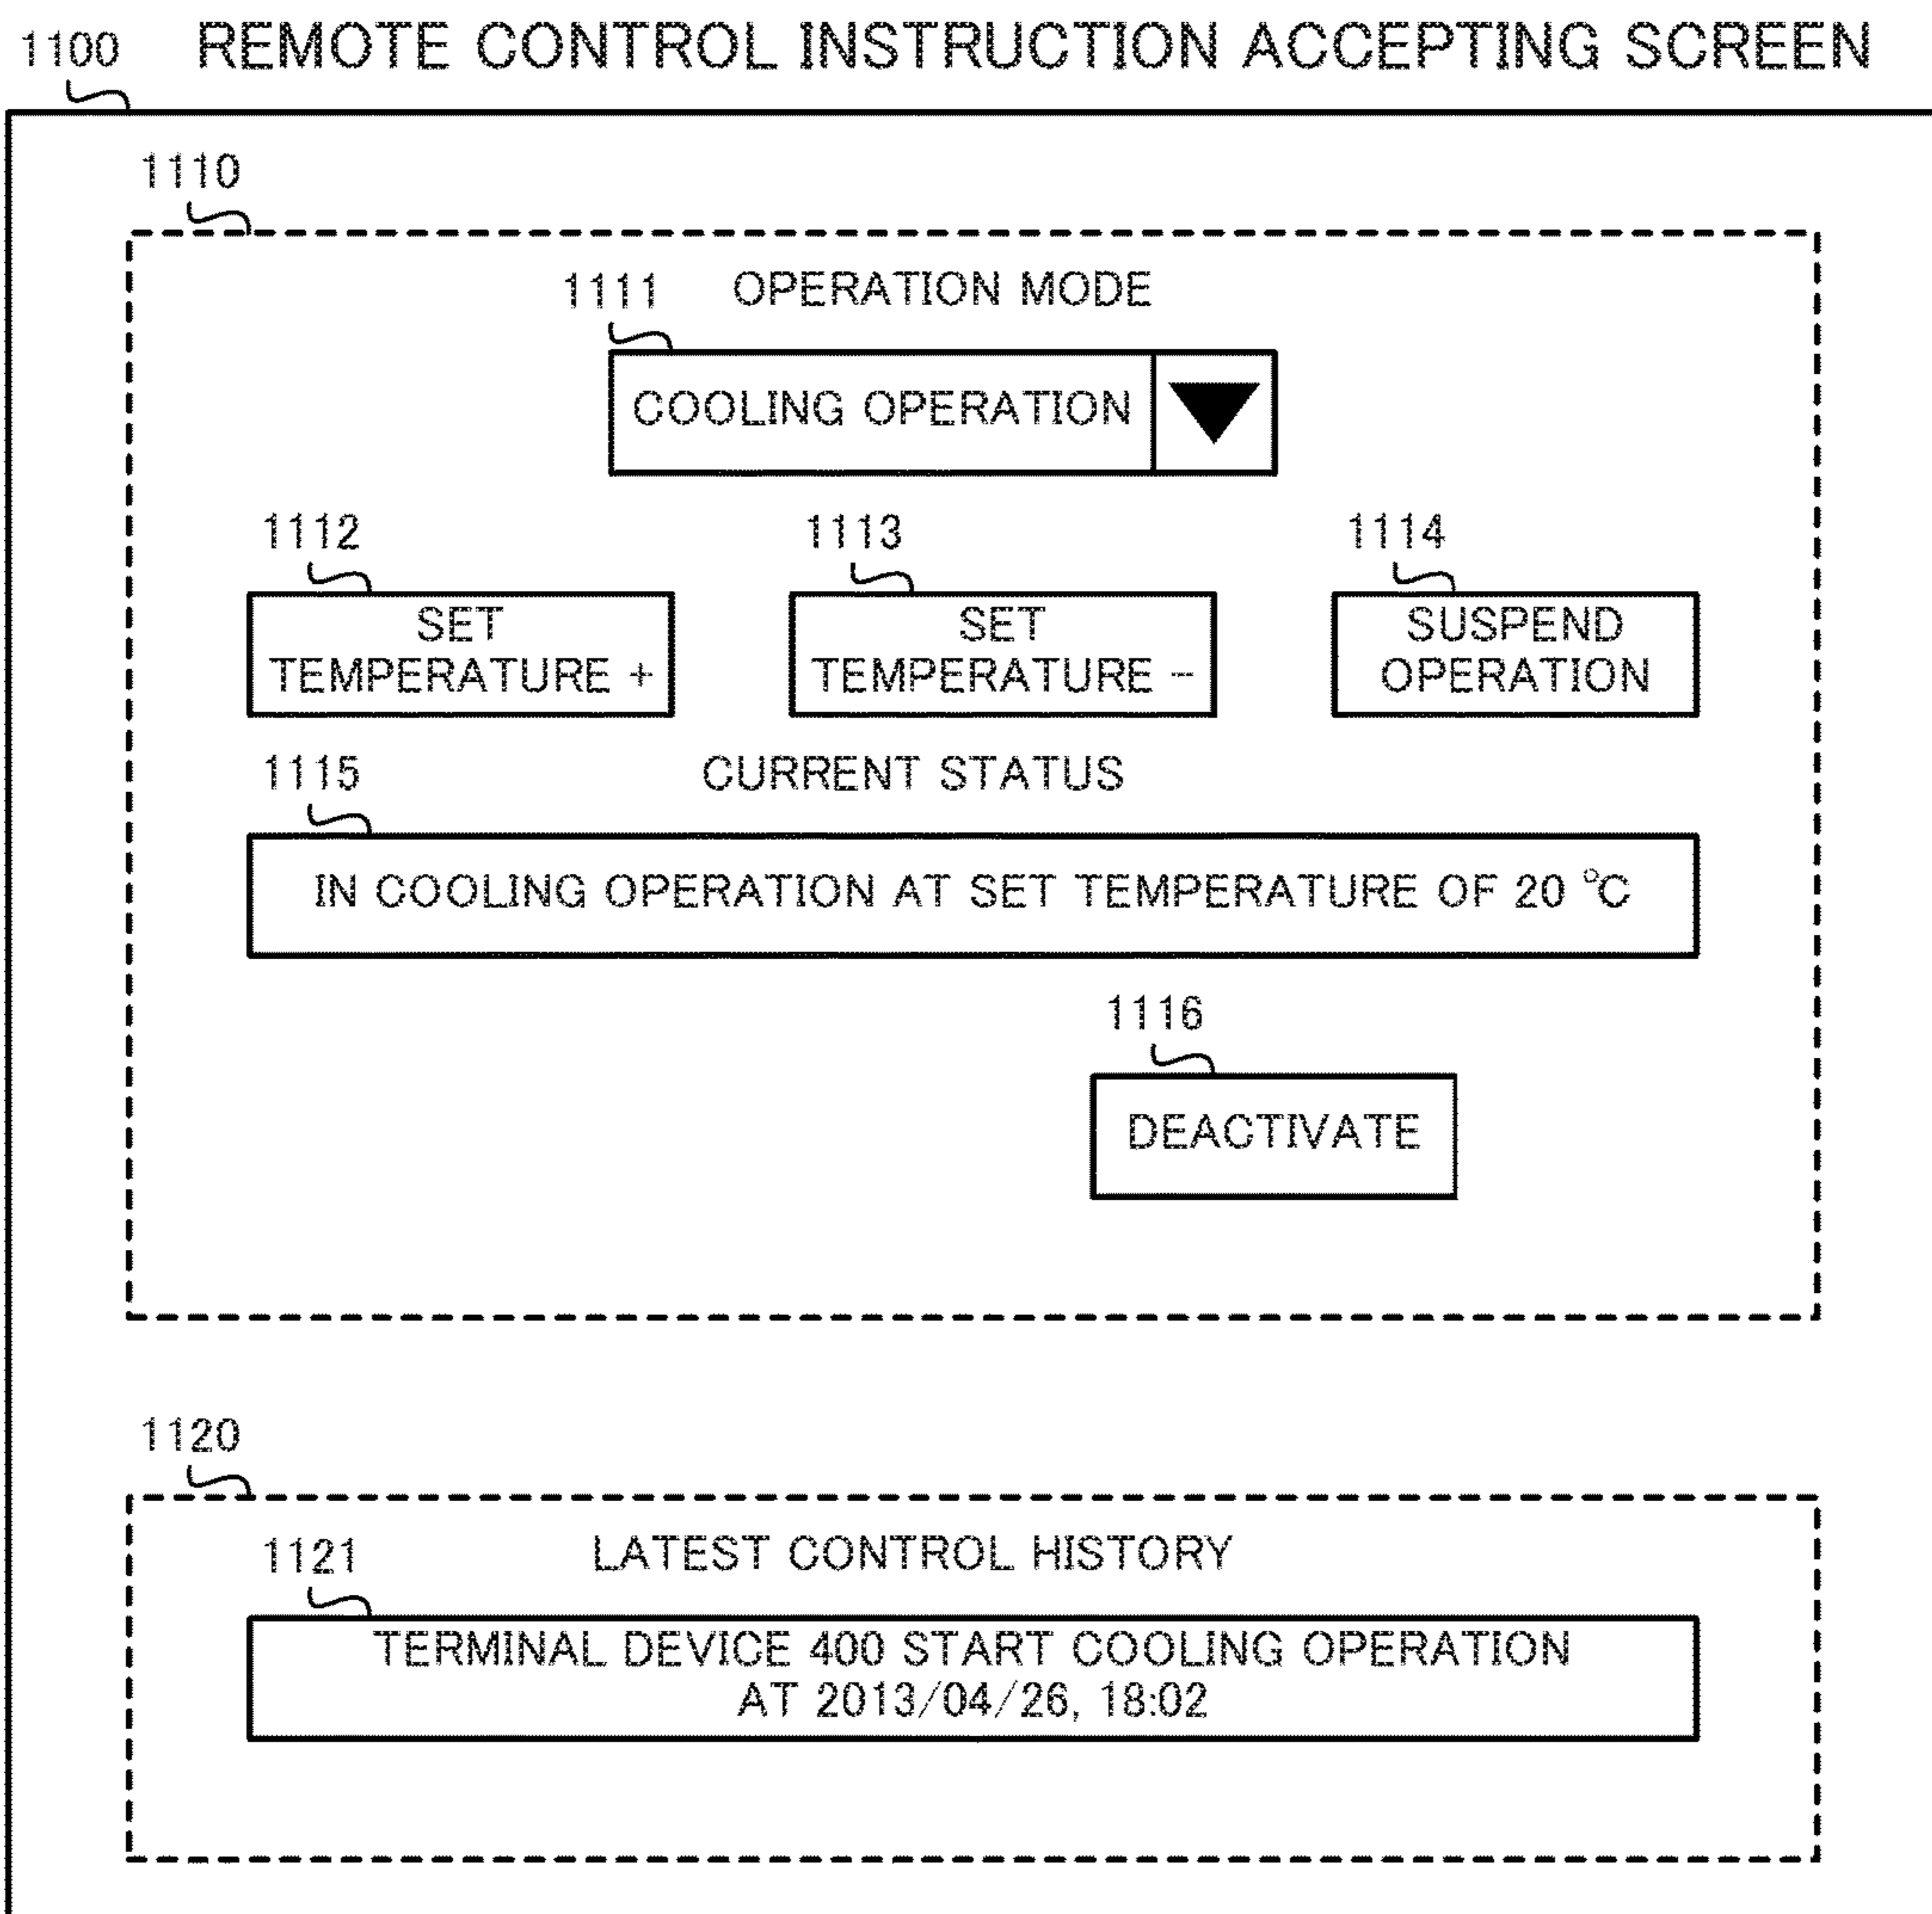 1100 REMOTE CONTROL INSTRUCTION ACCEPTING SCREEN
1110
1111 OPERATION MODE
COOLING OPERATION
1112 1113 1114
SET
TEMPERATURE +
SET
TEMPERATURE -
SUSPEND
OPERATION
1115 CURRENT STATUS
IN COOLING OPERATION AT SET TEMPERATURE OF 20 ℃
1116
DEACTIVATE
1120
1121 LATEST CONTROL HISTORY
TERMINAL DEVICE 400 START COOLING OPERATION
AT 2013/04/26, 18:02